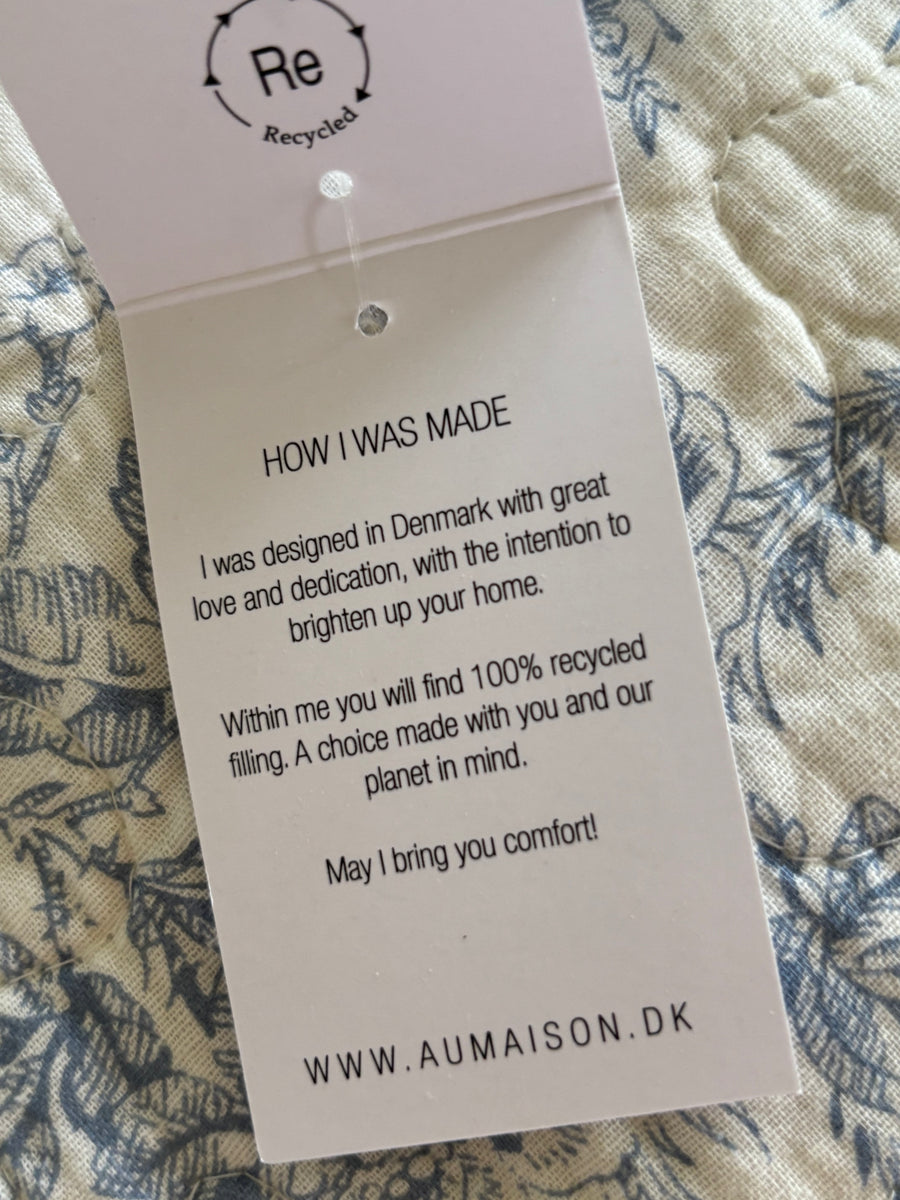 Re
Recycled
HOW I WAS MADE
I was designed in Denmark with great
love and dedication, with the intention to
brighten up your home.
Within me you will find 100% recycled
filling. A choice made with you and our
planet in mind.
May I bring you comfort!
WWW.AUMAISON.DK